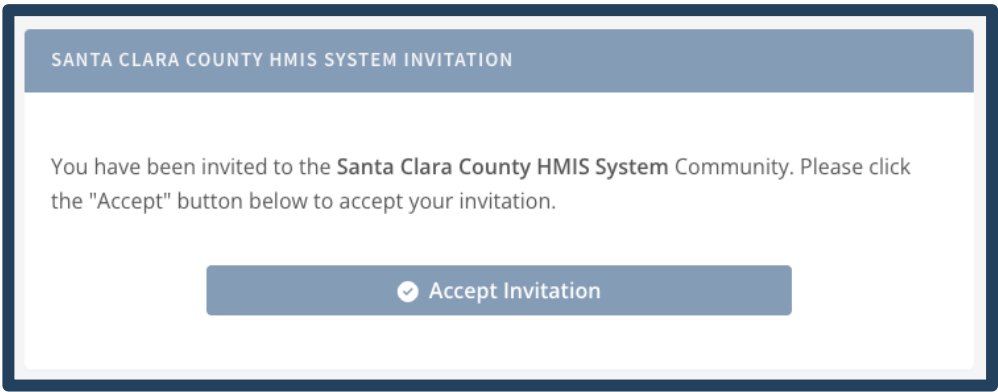 SANTA CLARA COUNTY HMIS SYSTEM INVITATION
You have been invited to the Santa Clara County HMIS System Community. Please click
the "Accept" button below to accept your invitation.
Accept Invitation